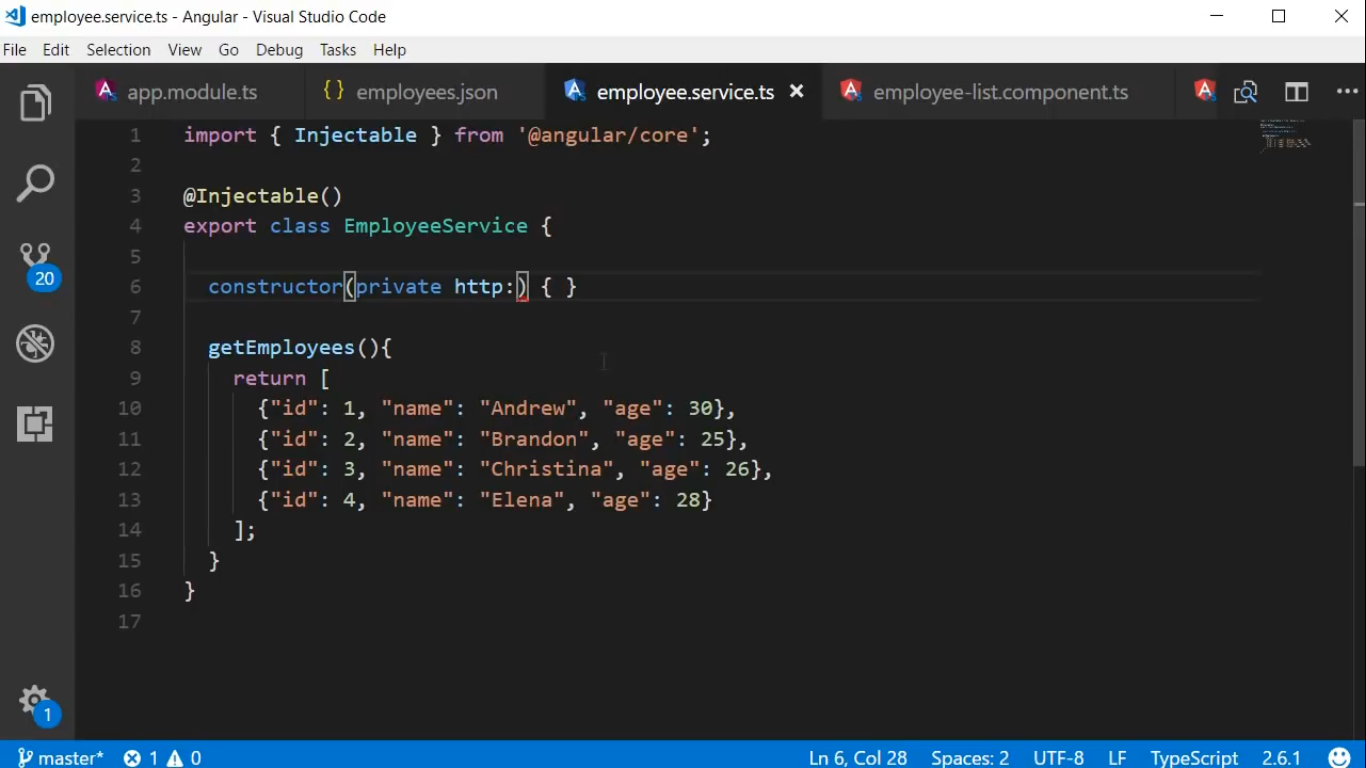 employee.service.ts - Angular - Visual Studio Code
File Edit Selection View Go Debug Tasks Help
app.module.ts {} employees.json employee.service.ts employee-list.component.ts
1 import { Injectable } from '@angular/core';
2
3 @Injectable()
4 export class EmployeeService {
5
6 constructor(private http:) { }
7
8 getEmployees(){
9 return [
10 {"id": 1, "name": "Andrew", "age": 30},
11 {"id": 2, "name": "Brandon", "age": 25},
12 {"id": 3, "name": "Christina", "age": 26},
13 {"id": 4, "name": "Elena", "age": 28}
14 ];
15 }
16 }
17
20
1
master* 1 0 Ln 6, Col 28 Spaces: 2 UTF-8 LF TypeScript 2.6.1